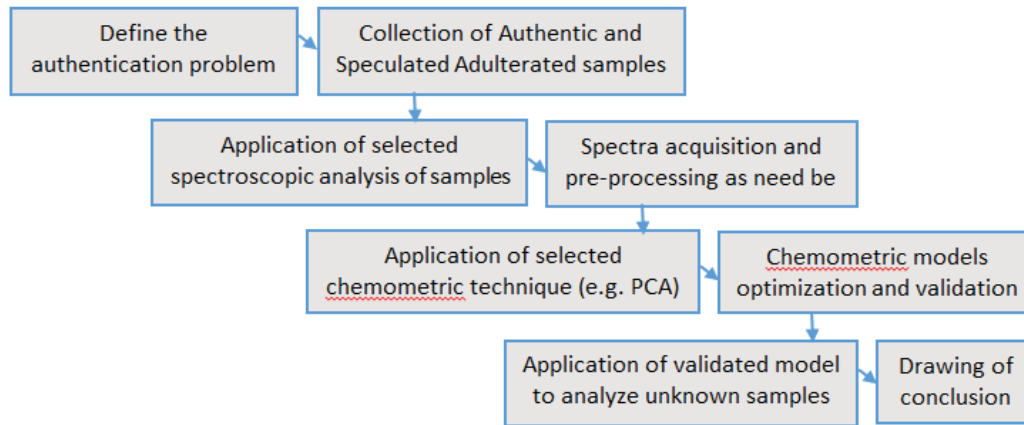 Define the
authentication problem
Collection of Authentic and
Speculated Adulterated samples
Application of selected
spectroscopic analysis of samples
Spectra acquisition and
pre-processing as need be
Application of selected
chemometric technique (e.g. PCA)
Chemometric models
optimization and validation
Application of validated model
to analyze unknown samples
Drawing of
conclusion